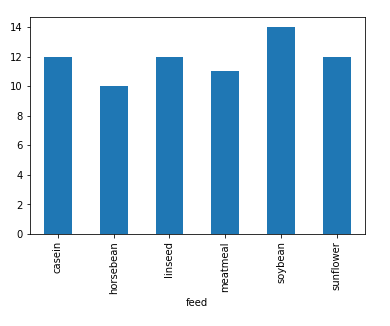 14
12
10
8
6
4
2
0
casein
horsebean
linseed
meatmeal
soybean
sunflower
feed